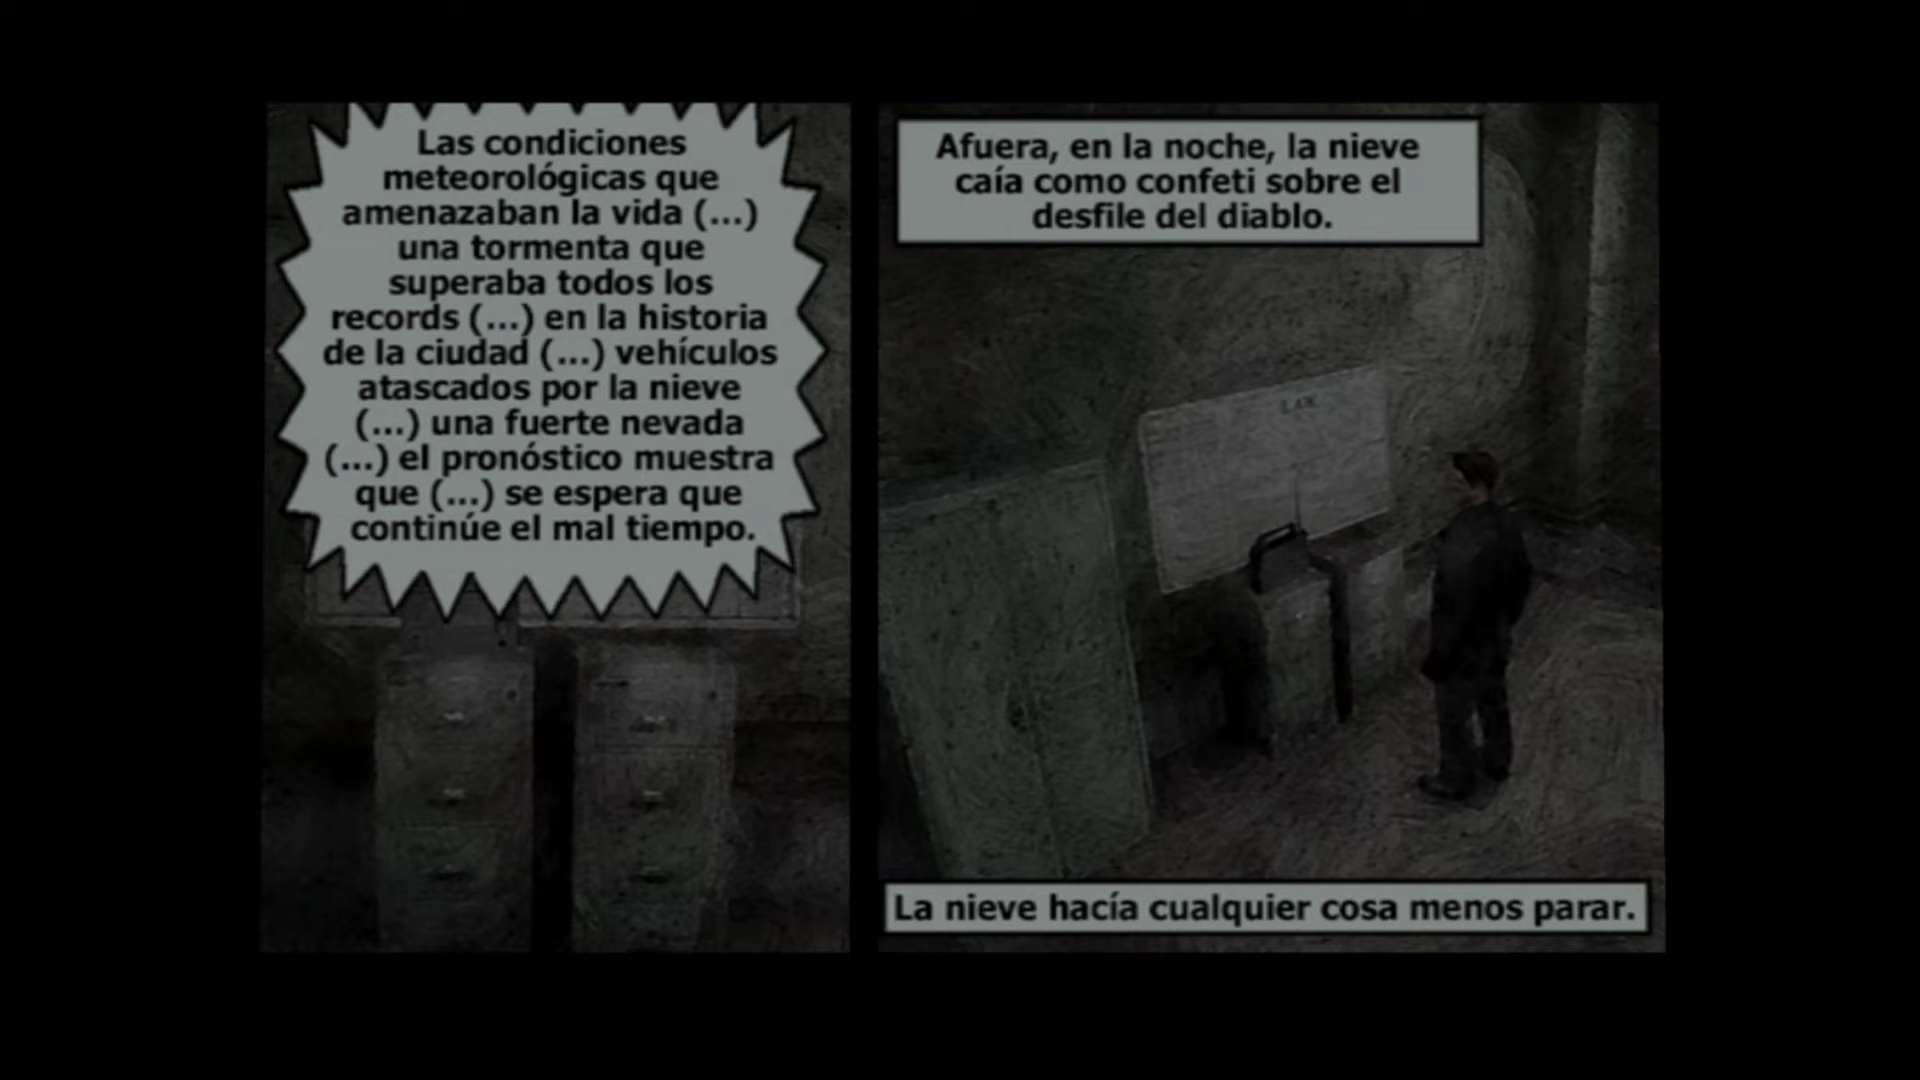 Las condiciones
meteorológicas que
amenazaban la vida (...)
una tormenta que
superaba todos los
records (...) en la historia
de la ciudad (...) vehículos
atascados por la nieve
(...) una fuerte nevada
(...) el pronóstico muestra
que (...) se espera que
continúe el mal tiempo.
Afuera, en la noche, la nieve
caía como confeti sobre el
desfile del diablo.
La nieve hacía cualquier cosa menos parar.